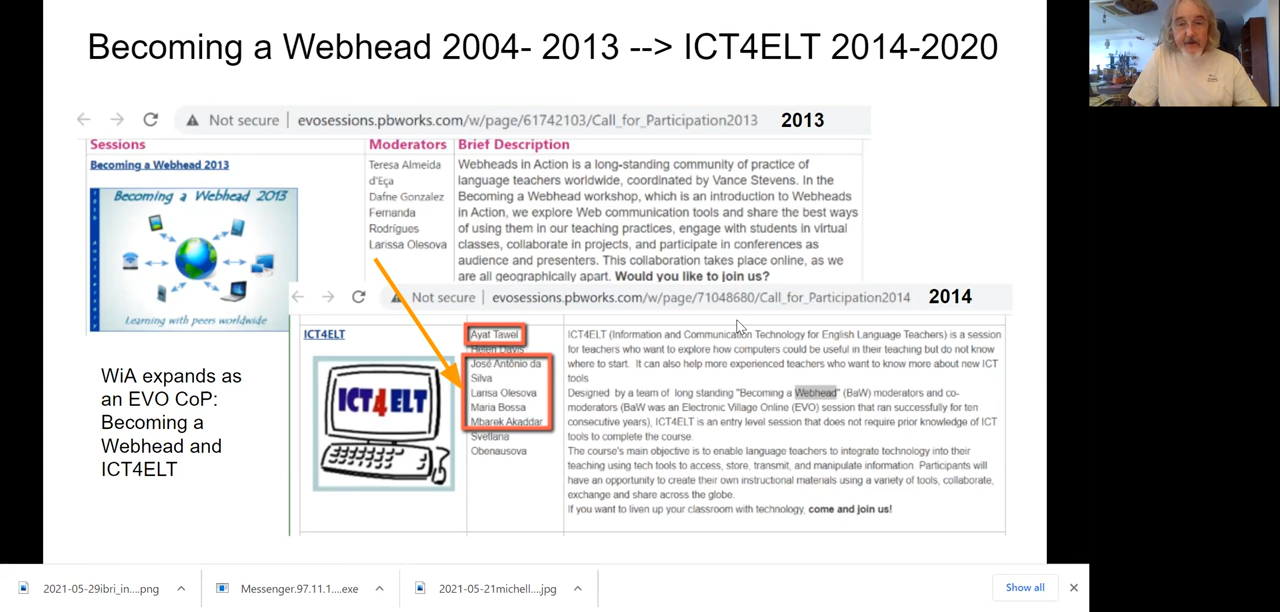 Becoming a Webhead 2004- 2013 --> ICT4ELT 2014-2020
Not secure | evosessions.pbworks.com/w/page/61742103/Call_for_Participation2013 2013
Sessions Moderators Brief Description
Becoming a Webhead 2013
Becoming a Webhead 2013
Learning with peers worldwide
Teresa Almeida
d'Eça
Dafne Gonzalez
Fernanda
Rodrígues
Larissa Olesova
Webheads in Action is a long-standing community of practice of
language teachers worldwide, coordinated by Vance Stevens. In the
Becoming a Webhead workshop, which is an introduction to Webheads
in Action, we explore Web communication tools and share the best ways
of using them in our teaching practices, engage with students in virtual
classes, collaborate in projects, and participate in conferences as
audience and presenters. This collaboration takes place online, as we
are all geographically apart. Would you like to join us?
Not secure | evosessions.pbworks.com/w/page/71048680/Call_for_Participation2014 2014
ICT4ELT
ICT4ELT
Ayat Tawel
Helen Davis
José Antônio da
Silva
Larisa Olesova
Maria Bossa
Mbarek Akaddar
Svetlana
Obenausova
ICT4ELT (Information and Communication Technology for English Language Teachers) is a session
for teachers who want to explore how computers could be useful in their teaching but do not know
where to start. It can also help more experienced teachers who want to know more about new ICT
tools
Designed by a team of long standing "Becoming a Webhead" (BaW) moderators and co-
moderators (BaW was an Electronic Village Online (EVO) session that ran successfully for ten
consecutive years), ICT4ELT is an entry level session that does not require prior knowledge of ICT
tools to complete the course.
The course's main objective is to enable language teachers to integrate technology into their
teaching using tech tools to access, store, transmit, and manipulate information. Participants will
have an opportunity to create their own instructional materials using a variety of tools, collaborate,
exchange and share across the globe.
If you want to liven up your classroom with technology, come and join us!
WiA expands as
an EVO CoP:
Becoming a
Webhead and
ICT4ELT
2021-05-29ibri_in....png
Messenger.97.11.1....exe
2021-05-21michell....jpg
Show all